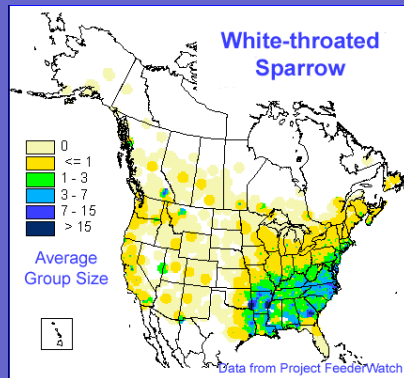 White-throated
Sparrow
0
<= 1
1 - 3
3 - 7
7 - 15
> 15
Average
Group Size
Data from Project FeederWatch